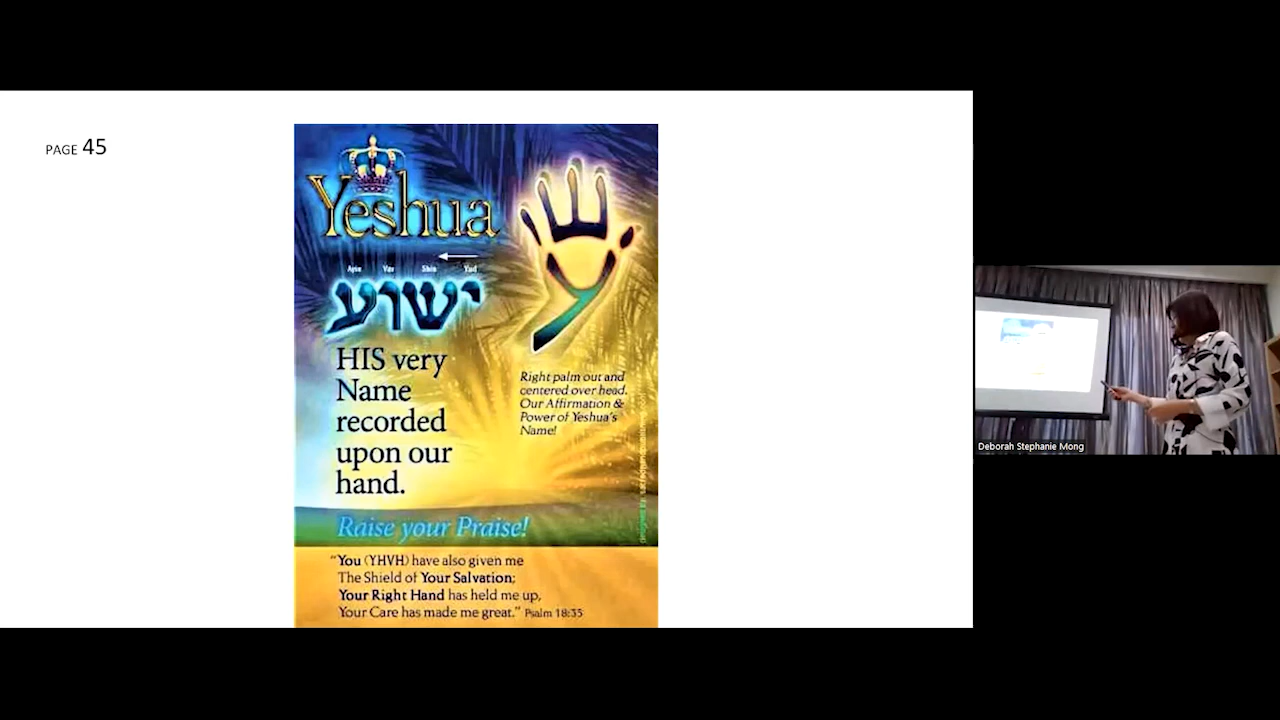 PAGE 45
Yeshua
Ayin Vav Shin Yud
ישוע
HIS very
Name
recorded
upon our
hand.
Right palm out and
centered over head.
Our Affirmation &
Power of Yeshua's
Name!
Raise your Praise!
"You (YHVH) have also given me
The Shield of Your Salvation;
Your Right Hand has held me up,
Your Care has made me great." Psalm 18:35
Deborah Stephanie Mong